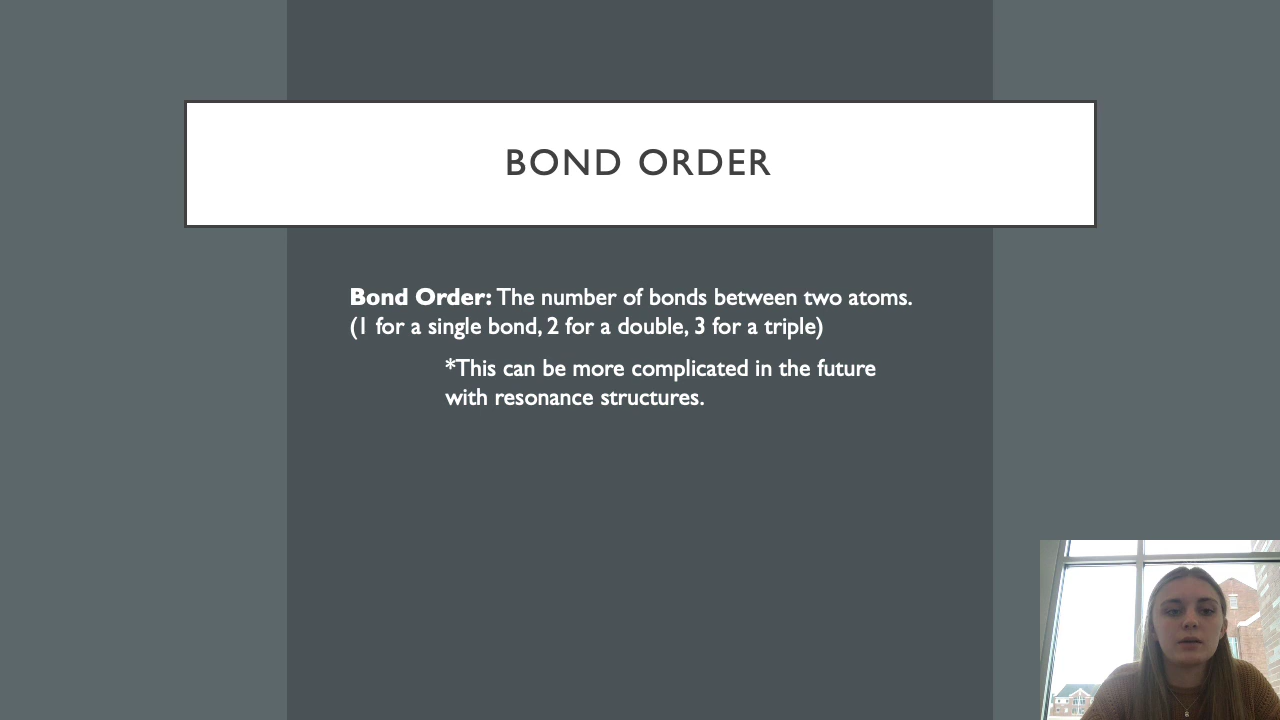 BOND ORDER
Bond Order: The number of bonds between two atoms.
(1 for a single bond, 2 for a double, 3 for a triple)
*This can be more complicated in the future
with resonance structures.